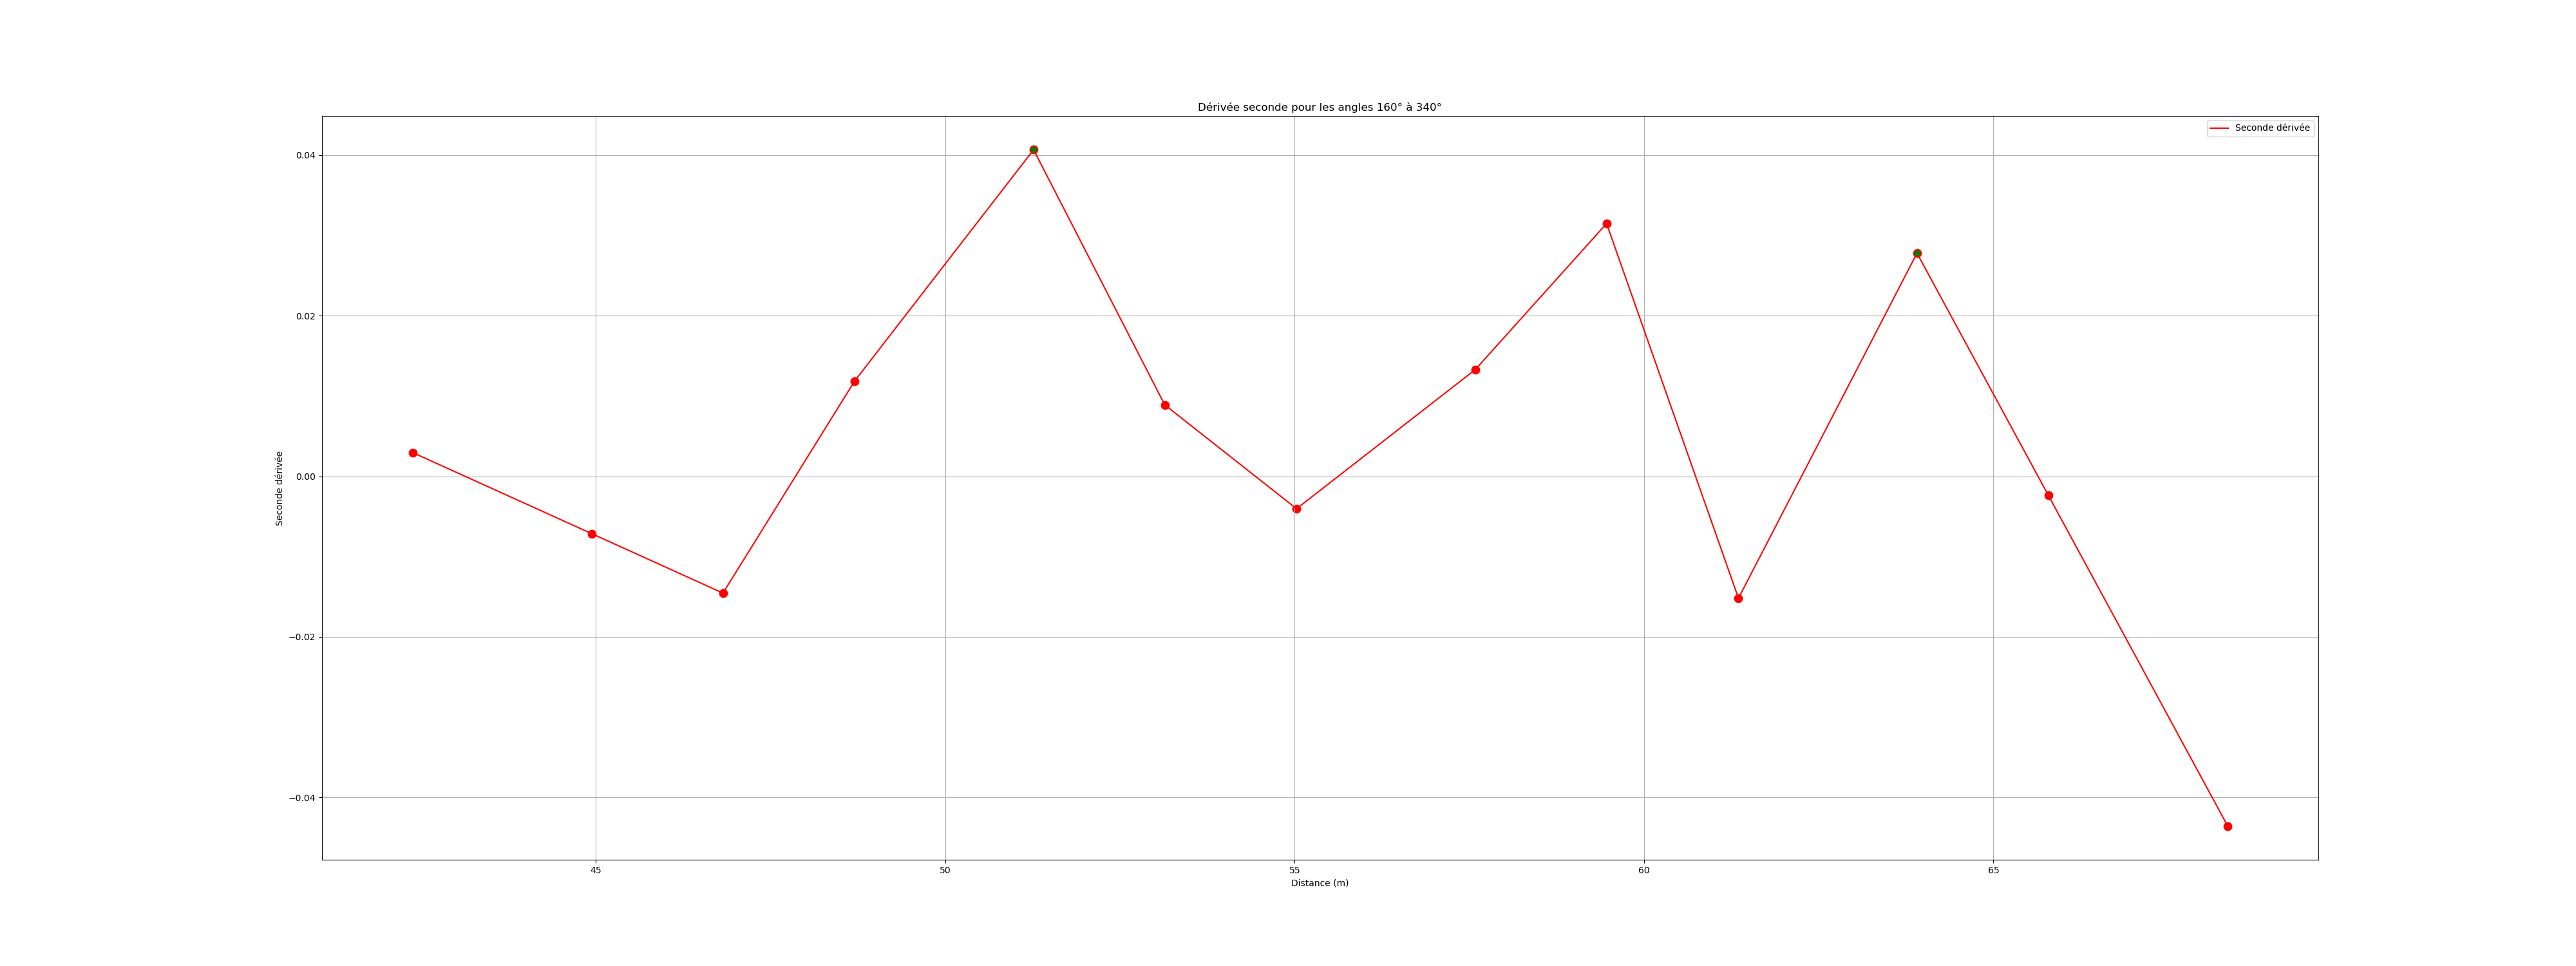 Dérivée seconde pour les angles 160° à 340°
Seconde dérivée
0.04
0.02
0.00
−0.02
−0.04
Seconde dérivée
45
50
55
60
65
Distance (m)